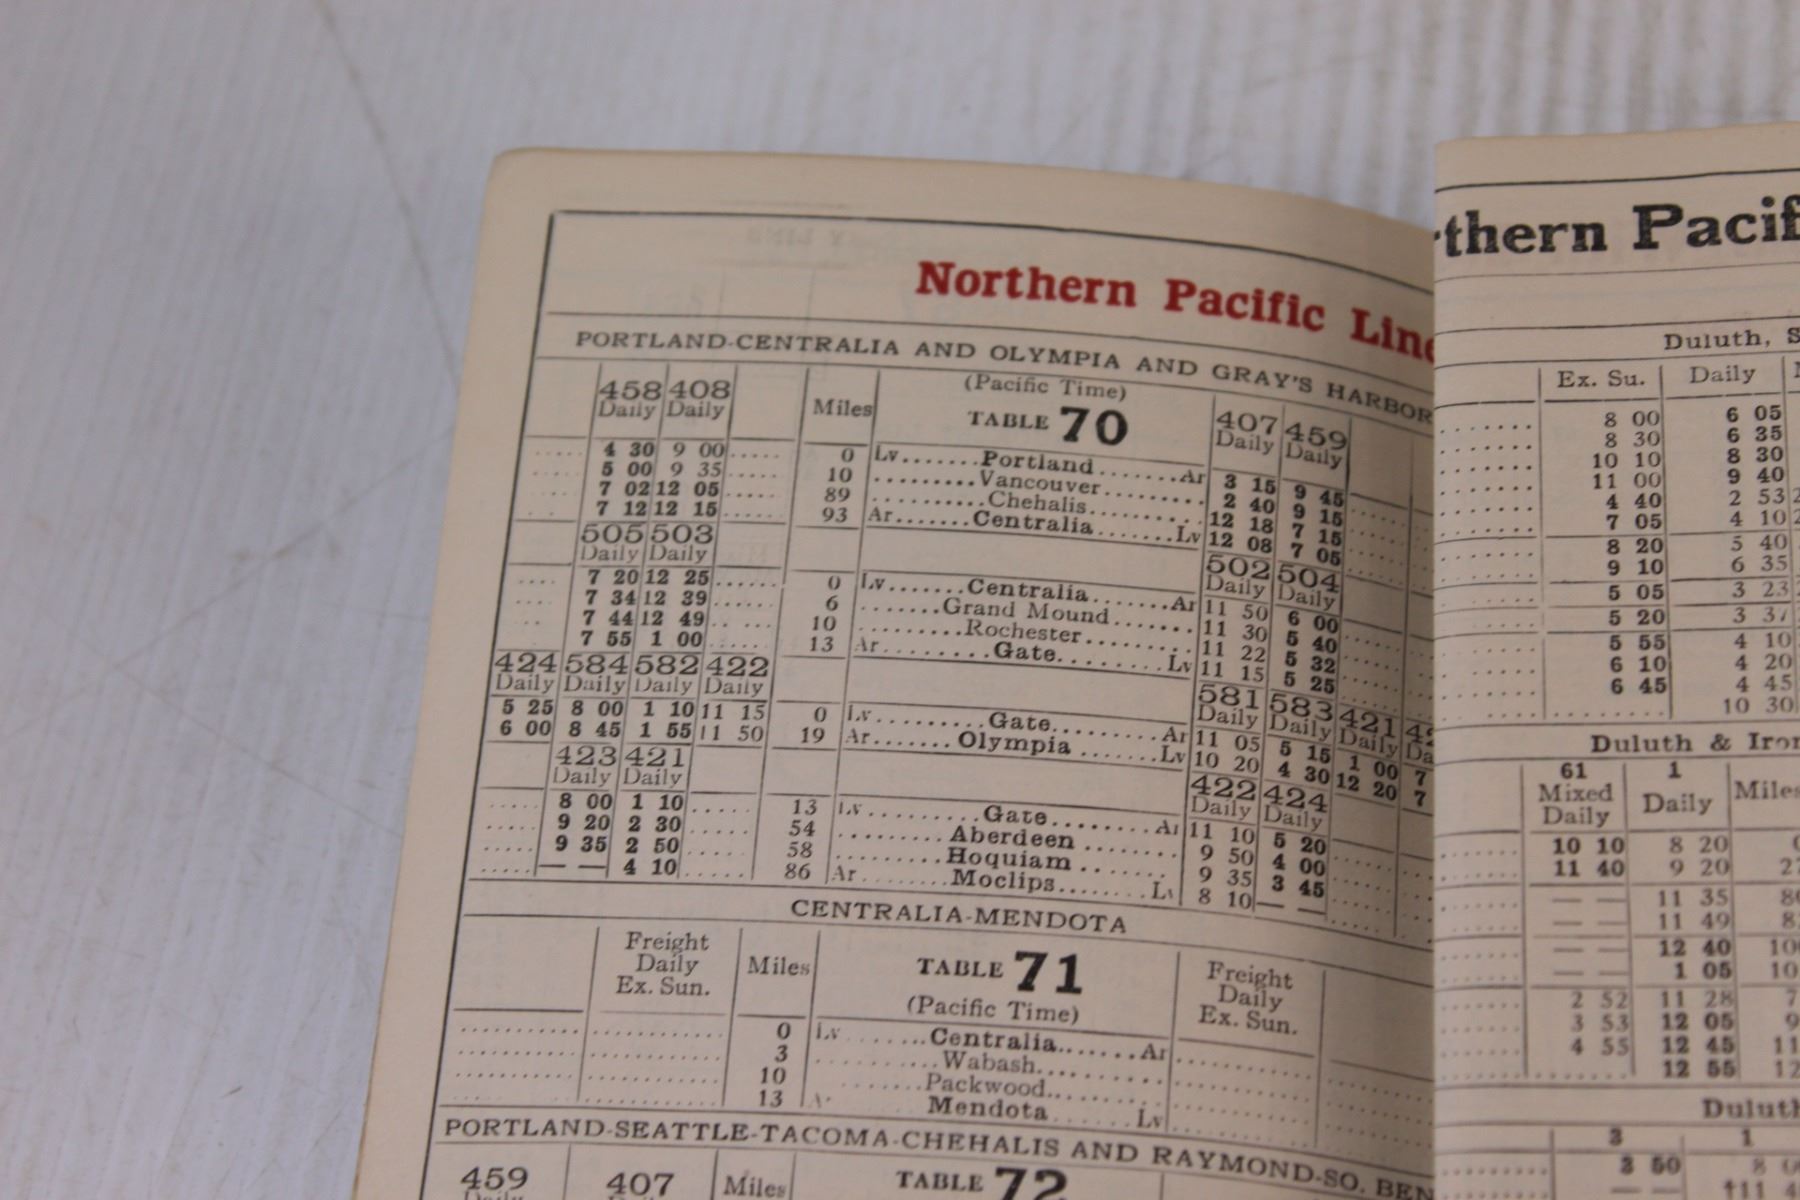 Northern Pacific Line
PORTLAND-CENTRALIA AND OLYMPIA AND GRAY'S HARBOR
458 408 Miles (Pacific Time) 407 459
Daily Daily TABLE 70 Daily Daily
4 30 9 00 ..... 0 Lv.......Portland.......Ar 3 15 9 45
5 00 9 35 ..... 10 .........Vancouver......... 2 40 9 15
7 02 12 05 ..... 89 ..........Chehalis......... 12 18 7 15
7 12 12 15 ...... 93 Ar.......Centralia.......Lv 12 08 7 05
505 503 502 504
Daily Daily Daily Daily
7 20 12 25 ...... 0 Lv........Centralia.......Ar 11 50 6 00
7 34 12 39 ...... 6 .......Grand Mound....... 11 30 5 40
7 44 12 49 10 .........Rochester......... 11 22 5 32
7 55 1 00 ...... 13 Ar.........Gate.........Lv 11 15 5 25
424 584 582 422 581 583 421
Daily Daily Daily Daily Daily Daily Daily Da
5 25 8 00 1 10 11 15 0 Lv.........Gate.........Ar 11 05 5 15 1 00 7
6 00 8 45 1 55 11 50 19 Ar.......Olympia.......Lv 10 20 4 30 12 20 7
423 421 422 424
Daily Daily Daily Daily
8 00 1 10 ..... 13 Lv.........Gate........Ar 11 10 5 20
9 20 2 30 ..... 54 ........Aberdeen ........ 9 50 4 00
9 35 2 50 ..... 58 .........Hoquiam ....... 9 35 3 45
— — 4 10 ..... 86 Ar........Moclips.......Lv 8 10 — —
CENTRALIA-MENDOTA
Freight Daily Ex. Sun. Miles TABLE 71 (Pacific Time) Freight Daily Ex. Sun.
0 Lv ........Centralia.......Ar
3 .........Wabash.........
10 .......Packwood.........
13 Ar Mendota Lv
PORTLAND-SEATTLE-TACOMA-CHEHALIS AND RAYMOND-SO. BEN
459 407 Miles TABLE 72
thern Pacif
Duluth, S
Ex. Su. Daily
8 00 6 05
8 30 6 35
10 10 8 30
11 00 9 40
4 40 2 53
7 05 4 10
8 20 5 40
9 10 6 35
5 05 3 23
5 20 3 37
5 55 4 10
6 10 4 20
6 45 4 45
10 30
Duluth & Iron
61 1
Mixed Daily Daily Miles
10 10 8 20
11 40 9 20 27
— — 11 35
— — 11 49
— — 12 40
— — 1 05
2 52 11 28
3 53 12 05
4 55 12 45
12 55
Duluth
3 1
3 50